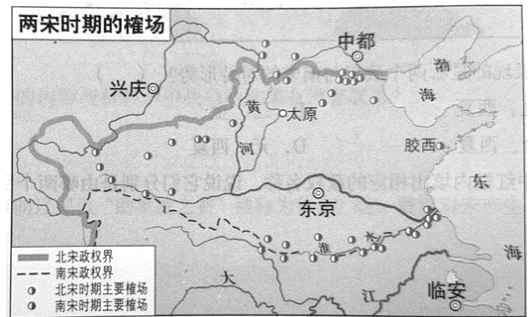 两宋时期的榷场
中都
兴庆
渤海
黄河
太原
胶西
东海
东京
淮水
大江
临安
北宋政权界
南宋政权界
北宋时期主要榷场
南宋时期主要榷场